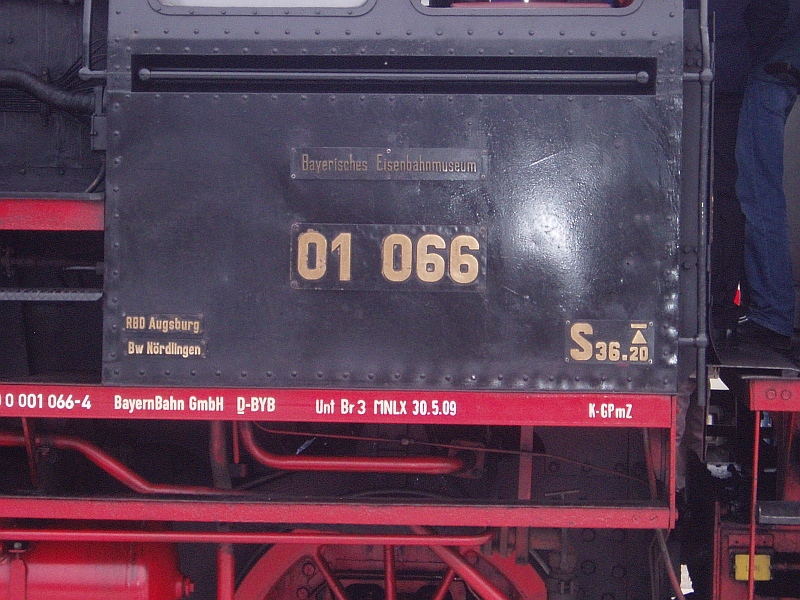 Bayerisches Eisenbahnmuseum
01 066
RBD Augsburg
Bw Nördlingen
S36.20
0 001 066-4 BayernBahn GmbH D-BYB Unt Br 3 MNLX 30.5.09 K-GPmZ